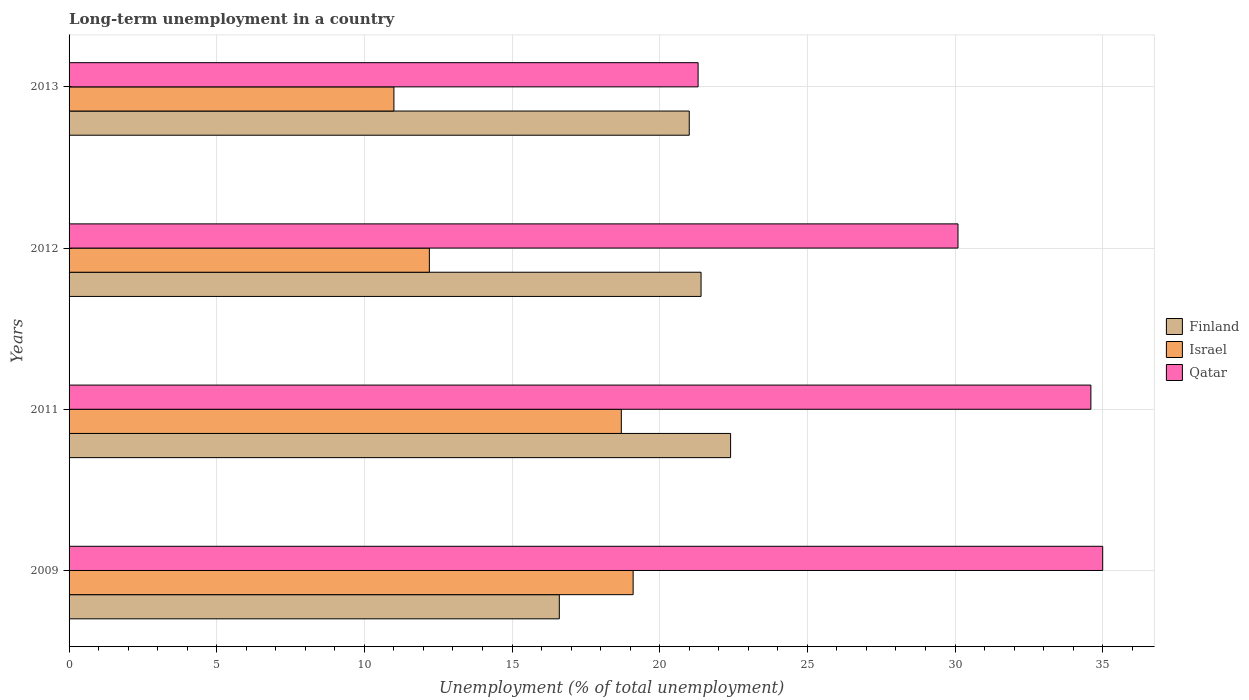 Long-term unemployment in a country
2013
2012
2011
2009
Years
0
5
10
15
20
25
30
35
Unemployment (% of total unemployment)
Finland
Israel
Qatar